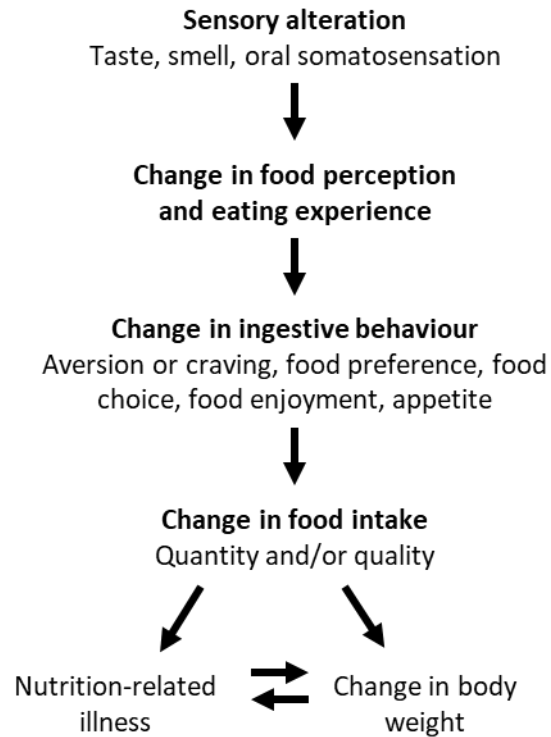 Sensory alteration
Taste, smell, oral somatosensation
Change in food perception
and eating experience
Change in ingestive behaviour
Aversion or craving, food preference, food
choice, food enjoyment, appetite
Change in food intake
Quantity and/or quality
Nutrition-related
illness
Change in body
weight